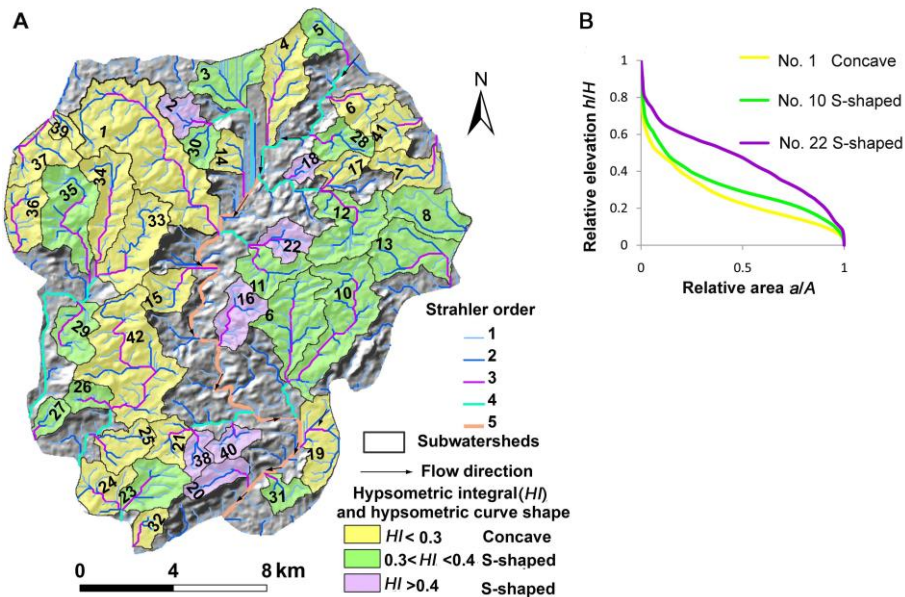 A
5
4
3
2
6
39
1
41
30
14
28
37
18
17
7
34
35
36
33
12
8
22
13
11
15
16
10
6
29
42
26
27
25
21
38
40
19
24
23
20
31
32
N
Strahler order
1
2
3
4
5
Subwatersheds
Flow direction
Hypsometric integral(HI)
and hypsometric curve shape
HI < 0.3 Concave
0.3<HI <0.4 S-shaped
HI >0.4 S-shaped
0 4 8 km
B
No. 1 Concave
No. 10 S-shaped
No. 22 S-shaped
Relative elevation h/H
1
0.8
0.6
0.4
0.2
0
0 0.5 1
Relative area a/A